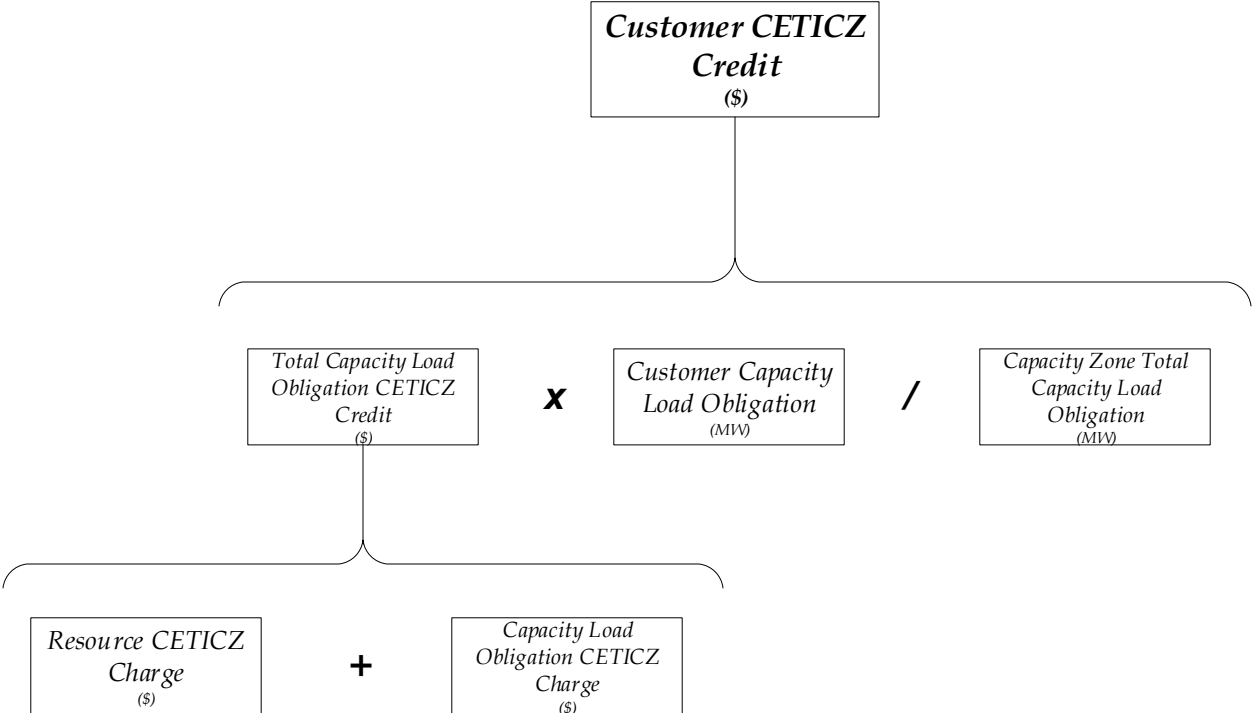 Customer CETICZ
Credit
($)
Total Capacity Load
Obligation CETICZ
Credit
($)
x
Customer Capacity
Load Obligation
(MW)
/
Capacity Zone Total
Capacity Load
Obligation
(MW)
Resource CETICZ
Charge
($)
+
Capacity Load
Obligation CETICZ
Charge
($)